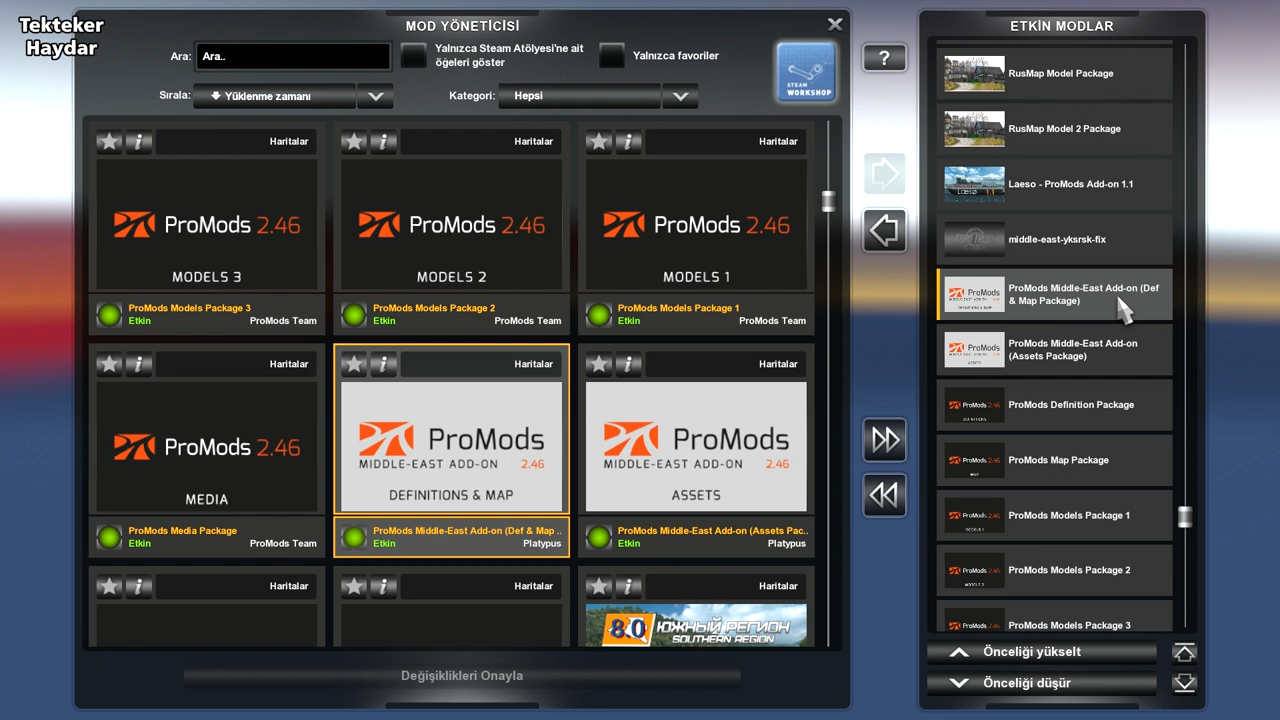 Tekteker
Haydar
MOD YÖNETİCİSİ
Ara:
Ara..
Yalnızca Steam Atölyesi'ne ait
öğeleri göster
Yalnızca favoriler
STEAM
WORKSHOP
Sırala:
Yüklenme zamanı
Kategori:
Hepsi
Haritalar
Haritalar
Haritalar
ProMods 2.46
MODELS 3
ProMods 2.46
MODELS 2
ProMods 2.46
MODELS 1
ProMods Models Package 3
Etkin
ProMods Team
ProMods Models Package 2
Etkin
ProMods Team
ProMods Models Package 1
Etkin
ProMods Team
Haritalar
Haritalar
Haritalar
ProMods 2.46
MEDIA
ProMods
MIDDLE-EAST ADD-ON 2.46
DEFINITIONS & MAP
ProMods
MIDDLE-EAST ADD-ON 2.46
ASSETS
ProMods Media Package
Etkin
ProMods Team
ProMods Middle-East Add-on (Def & Map ..
Etkin
Platypus
ProMods Middle-East Add-on (Assets Pac..
Etkin
Platypus
Haritalar
Haritalar
Haritalar
8.0 ЮЖНЫЙ РЕГИОН
SOUTHERN REGION
Değişiklikleri Onayla
?
ETKİN MODLAR
RusMap Model Package
RusMap Model 2 Package
Laeso - ProMods Add-on 1.1
middle-east-yksrsk-fix
ProMods Middle-East Add-on (Def
& Map Package)
ProMods Middle-East Add-on
(Assets Package)
ProMods Definition Package
ProMods Map Package
ProMods Models Package 1
ProMods Models Package 2
ProMods Models Package 3
Önceliği yükselt
Önceliği düşür